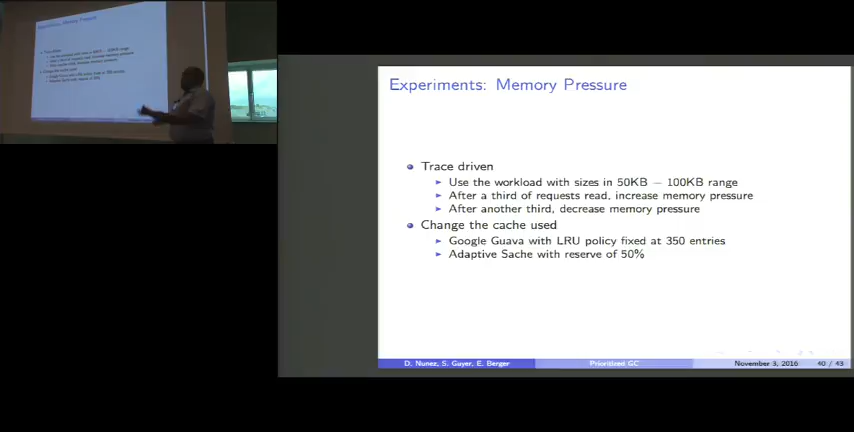 Experiments: Memory Pressure
Trace driven
Use the workload with sizes in 50KB − 100KB range
After a third of requests read, increase memory pressure
After another third, decrease memory pressure
Change the cache used
Google Guava with LRU policy fixed at 350 entries
Adaptive Sache with reserve of 50%
D. Nunez, S. Guyer, E. Berger
Prioritized GC
November 3, 2016
40 / 43